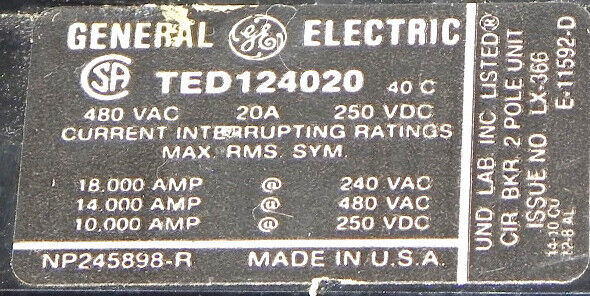 GENERAL GE ELECTRIC
SA TED124020 40 C
480 VAC 20A 250 VDC
CURRENT INTERRUPTING RATINGS
MAX. RMS. SYM.
18,000 AMP @ 240 VAC
14,000 AMP @ 480 VAC
10,000 AMP @ 250 VDC
NP245898-R MADE IN U.S.A.
UND. LAB. INC. LISTED®
CIR. BKR. 2 POLE UNIT
ISSUE NO. LX-366
E-11592-D
14-10 CU
12-8 AL